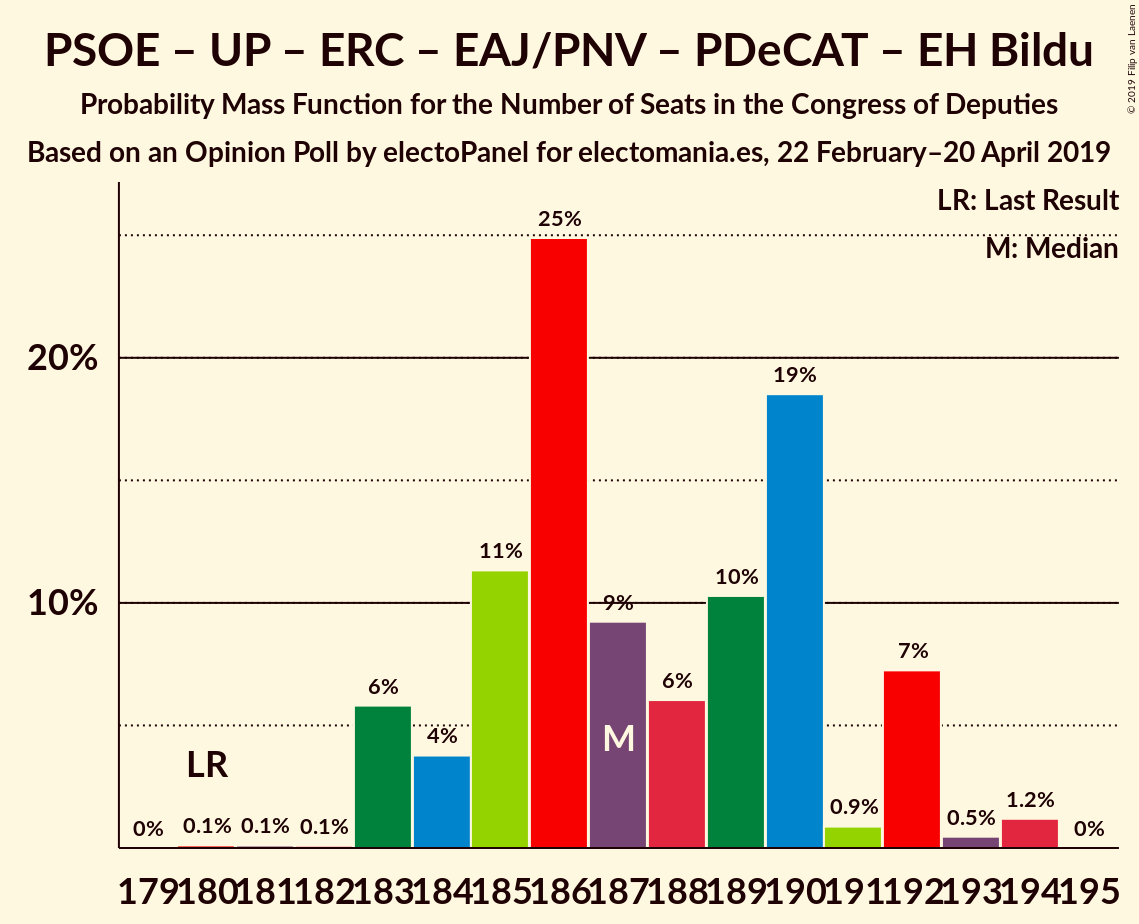 PSOE – UP – ERC – EAJ/PNV – PDeCAT – EH Bildu
Probability Mass Function for the Number of Seats in the Congress of Deputies
Based on an Opinion Poll by electoPanel for electomania.es, 22 February–20 April 2019
© 2019 Filip van Laenen
LR: Last Result
M: Median
25%
20%
19%
11%
10%
10%
9%
6%
4%
6%
7%
M
LR
0%
0.1%
0.1%
0.1%
0.9%
0.5%
1.2%
0%
179 180 181 182 183 184 185 186 187 188 189 190 191 192 193 194 195